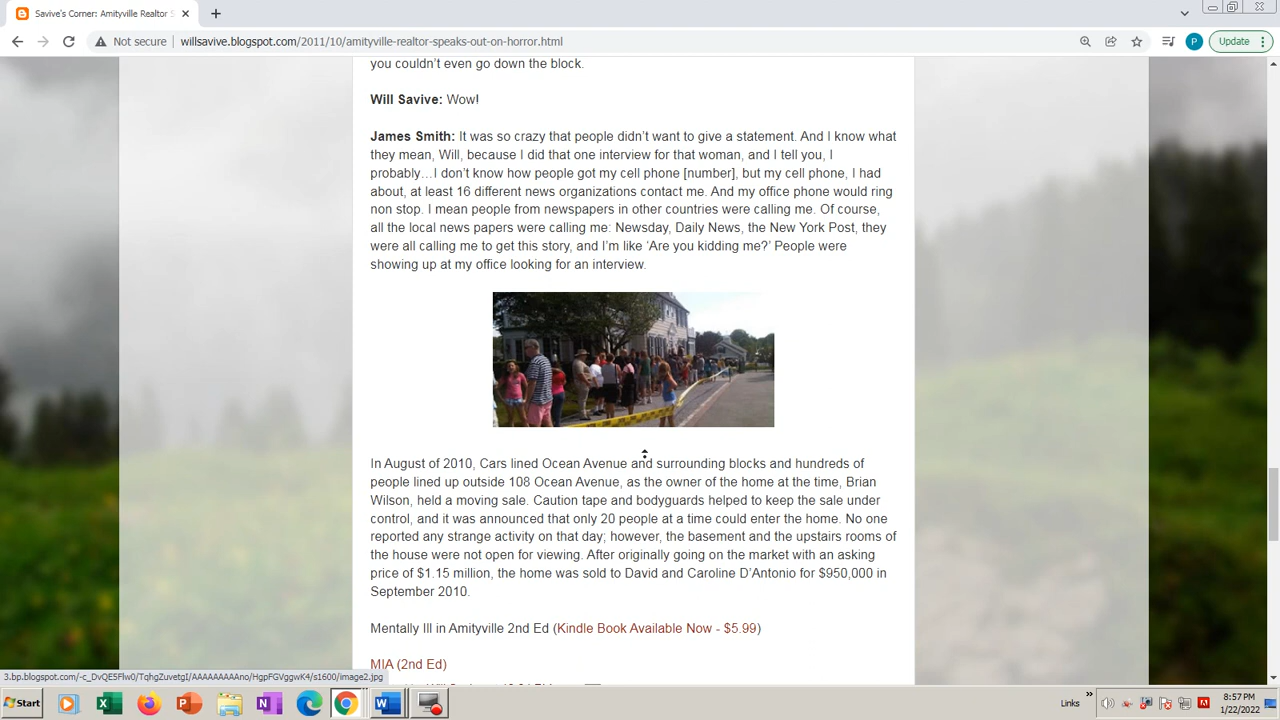 Savive's Corner: Amityville Realtor S
Not secure
willsavive.blogspot.com/2011/10/amityville-realtor-speaks-out-on-horror.html
P
Update
you couldn’t even go down the block.
Will Savive: Wow!
James Smith: It was so crazy that people didn’t want to give a statement. And I know what
they mean, Will, because I did that one interview for that woman, and I tell you, I
probably…I don’t know how people got my cell phone [number], but my cell phone, I had
about, at least 16 different news organizations contact me. And my office phone would ring
non stop. I mean people from newspapers in other countries were calling me. Of course,
all the local news papers were calling me: Newsday, Daily News, the New York Post, they
were all calling me to get this story, and I’m like ‘Are you kidding me?’ People were
showing up at my office looking for an interview.
In August of 2010, Cars lined Ocean Avenue and surrounding blocks and hundreds of
people lined up outside 108 Ocean Avenue, as the owner of the home at the time, Brian
Wilson, held a moving sale. Caution tape and bodyguards helped to keep the sale under
control, and it was announced that only 20 people at a time could enter the home. No one
reported any strange activity on that day; however, the basement and the upstairs rooms of
the house were not open for viewing. After originally going on the market with an asking
price of $1.15 million, the home was sold to David and Caroline D’Antonio for $950,000 in
September 2010.
Mentally Ill in Amityville 2nd Ed (Kindle Book Available Now - $5.99)
MIA (2nd Ed)
Start
Links
8:57 PM
1/22/2022